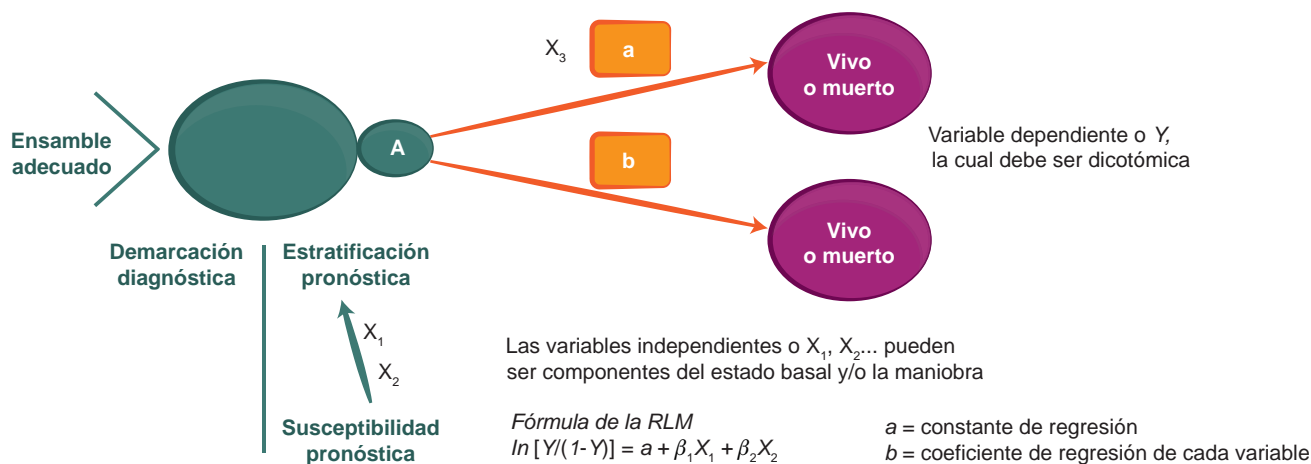 X3
a
Vivo
o muerto
Ensamble
adecuado
A
Variable dependiente o Y,
la cual debe ser dicotómica
b
Vivo
o muerto
Demarcación
diagnóstica
Estratificación
pronóstica
X1
X2
Susceptibilidad
pronóstica
Las variables independientes o X1, X2... pueden
ser componentes del estado basal y/o la maniobra
Fórmula de la RLM
ln [Y/(1-Y)] = a + β1X1 + β2X2
a = constante de regresión
b = coeficiente de regresión de cada variable